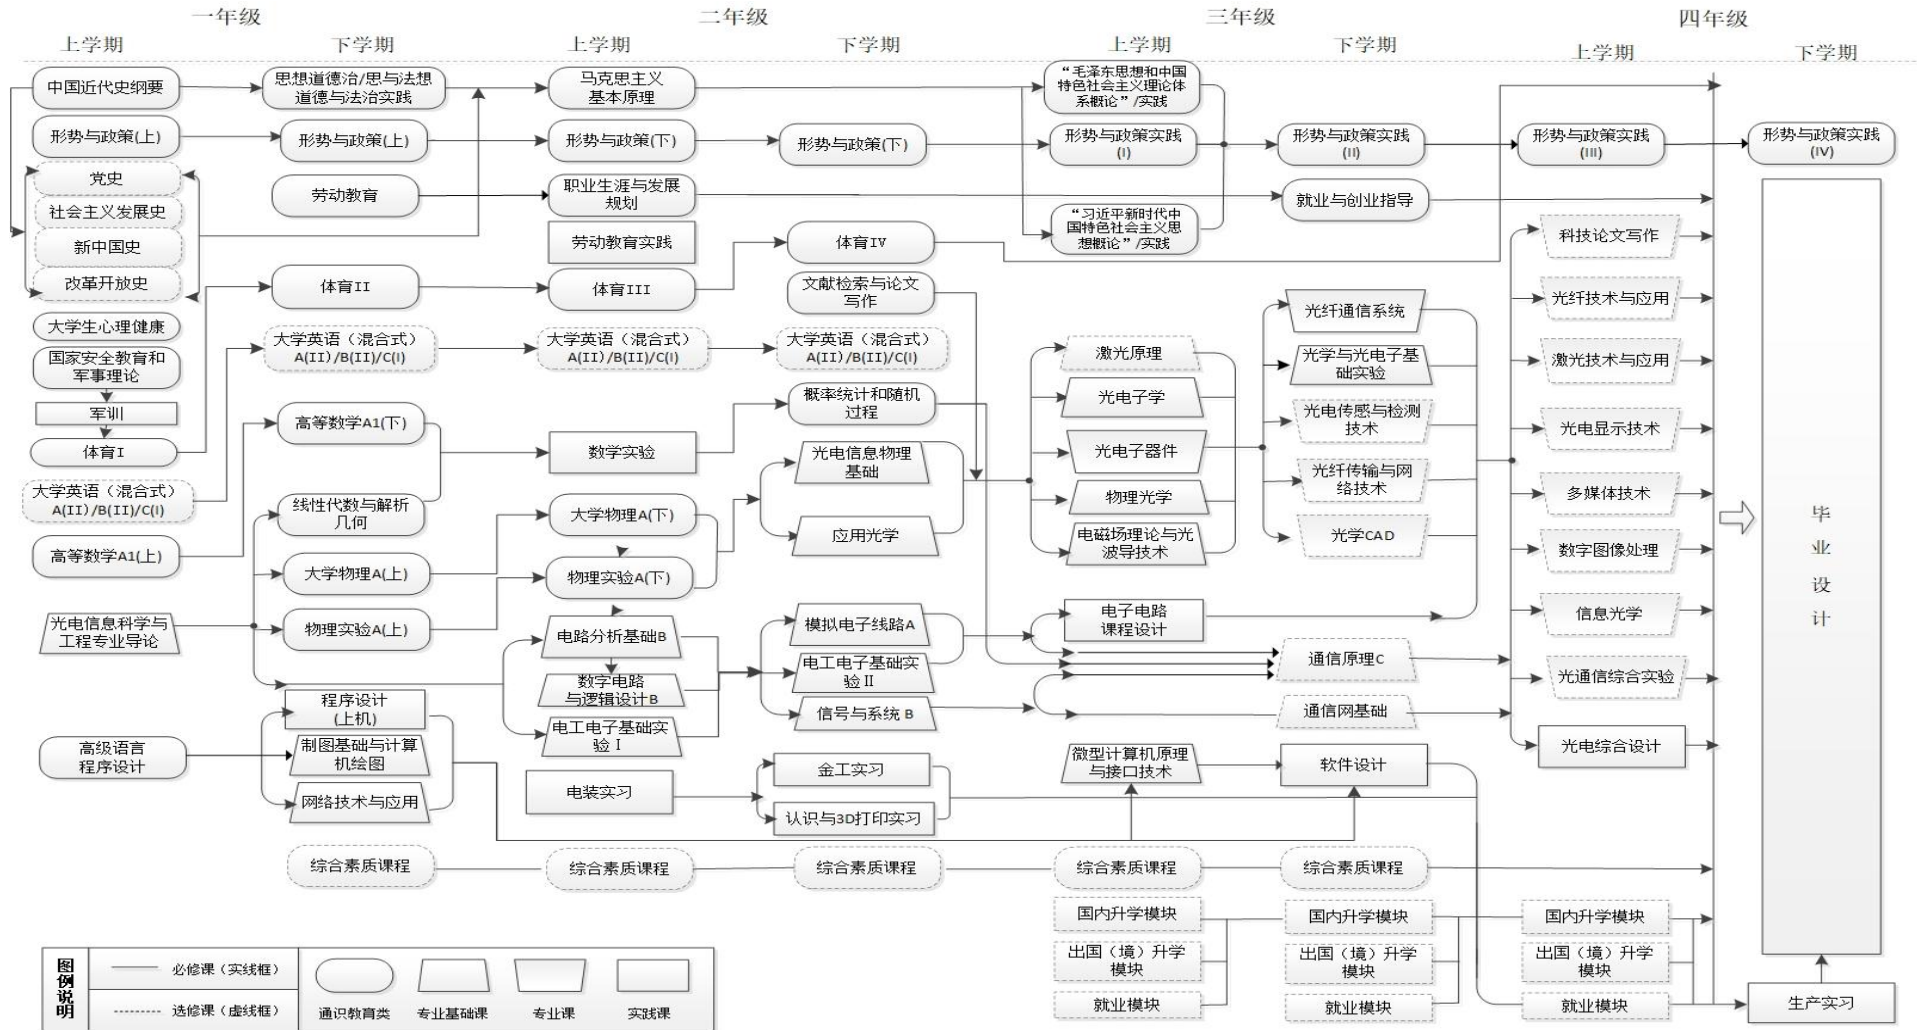 一年级
二年级
三年级
四年级
上学期
下学期
上学期
下学期
上学期
下学期
上学期
下学期
中国近代史纲要
形势与政策(上)
党史
社会主义发展史
新中国史
改革开放史
大学生心理健康
国家安全教育和
军事理论
军训
体育I
大学英语（混合式）
A(II)/B(II)/C(I)
高等数学A1(上)
光电信息科学与
工程专业导论
高级语言
程序设计
思想道德治/思与法想
道德与法治实践
形势与政策(上)
劳动教育
体育II
大学英语（混合式）
A(II)/B(II)/C(I)
高等数学A1(下)
线性代数与解析
几何
大学物理A(上)
物理实验A(上)
程序设计
(上机)
制图基础与计算
机绘图
网络技术与应用
综合素质课程
马克思主义
基本原理
形势与政策(下)
职业生涯与发展
规划
劳动教育实践
体育III
大学英语（混合式）
A(II)/B(II)/C(I)
数学实验
大学物理A(下)
物理实验A(下)
电路分析基础B
数字电路
与逻辑设计B
电工电子基础实
验 I
电装实习
综合素质课程
形势与政策(下)
体育IV
文献检索与论文
写作
大学英语（混合式）
A(II)/B(II)/C(I)
概率统计和随机
过程
光电信息物理
基础
应用光学
模拟电子线路A
电工电子基础实
验 II
信号与系统 B
金工实习
认识与3D打印实习
综合素质课程
“毛泽东思想和中国
特色社会主义理论体
系概论”/实践
形势与政策实践
(I)
“习近平新时代中
国特色社会主义思
想概论”/实践
激光原理
光电子学
光电子器件
物理光学
电磁场理论与光
波导技术
电子电路
课程设计
微型计算机原理
与接口技术
综合素质课程
国内升学模块
出国（境）升学
模块
就业模块
形势与政策实践
(II)
就业与创业指导
光纤通信系统
光学与光电子基
础实验
光电传感与检测
技术
光纤传输与网
络技术
光学CAD
通信原理C
通信网基础
软件设计
综合素质课程
国内升学模块
出国（境）升学
模块
就业模块
形势与政策实践
(III)
科技论文写作
光纤技术与应用
激光技术与应用
光电显示技术
多媒体技术
数字图像处理
信息光学
光通信综合实验
光电综合设计
国内升学模块
出国（境）升学
模块
就业模块
形势与政策实践
(IV)
毕
业
设
计
生产实习
图例说明
必修课（实线框）
选修课（虚线框）
通识教育类
专业基础课
专业课
实践课